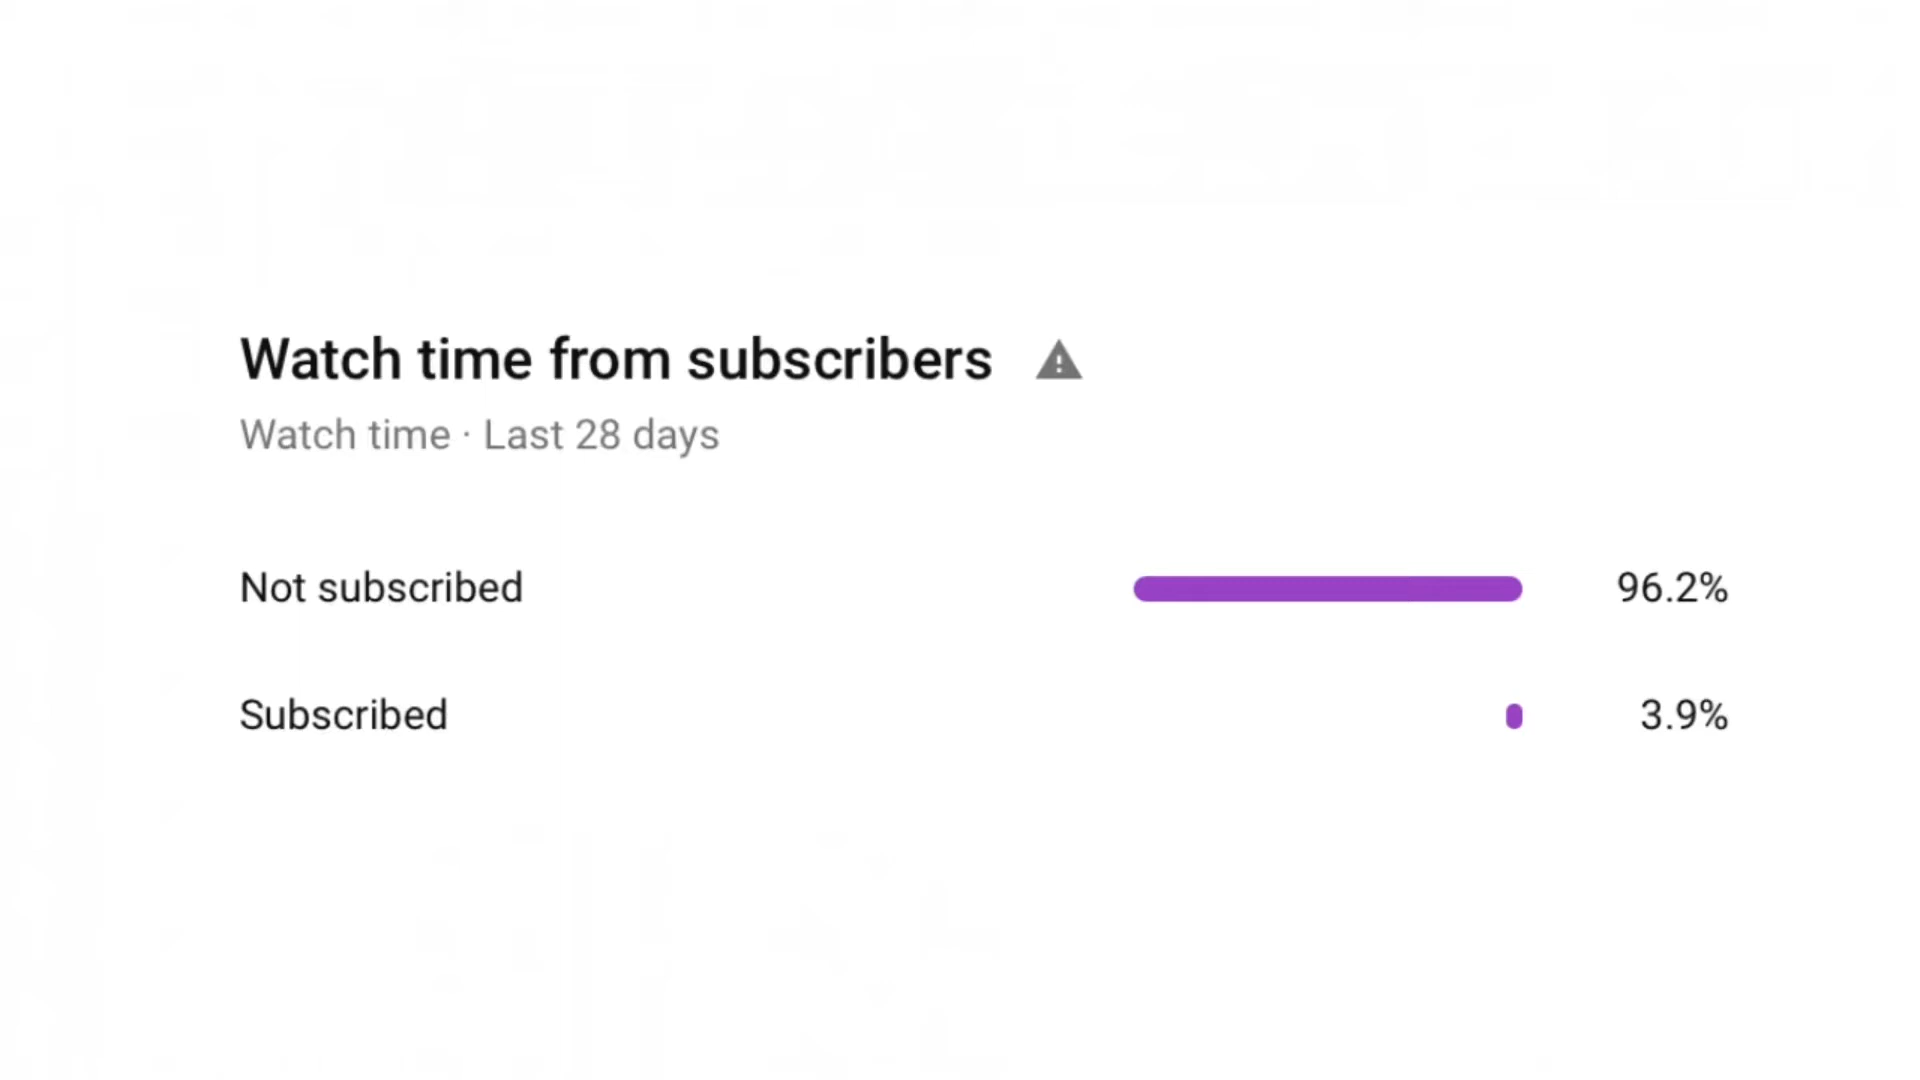 Watch time from subscribers
Watch time · Last 28 days
Not subscribed 96.2%
Subscribed 3.9%